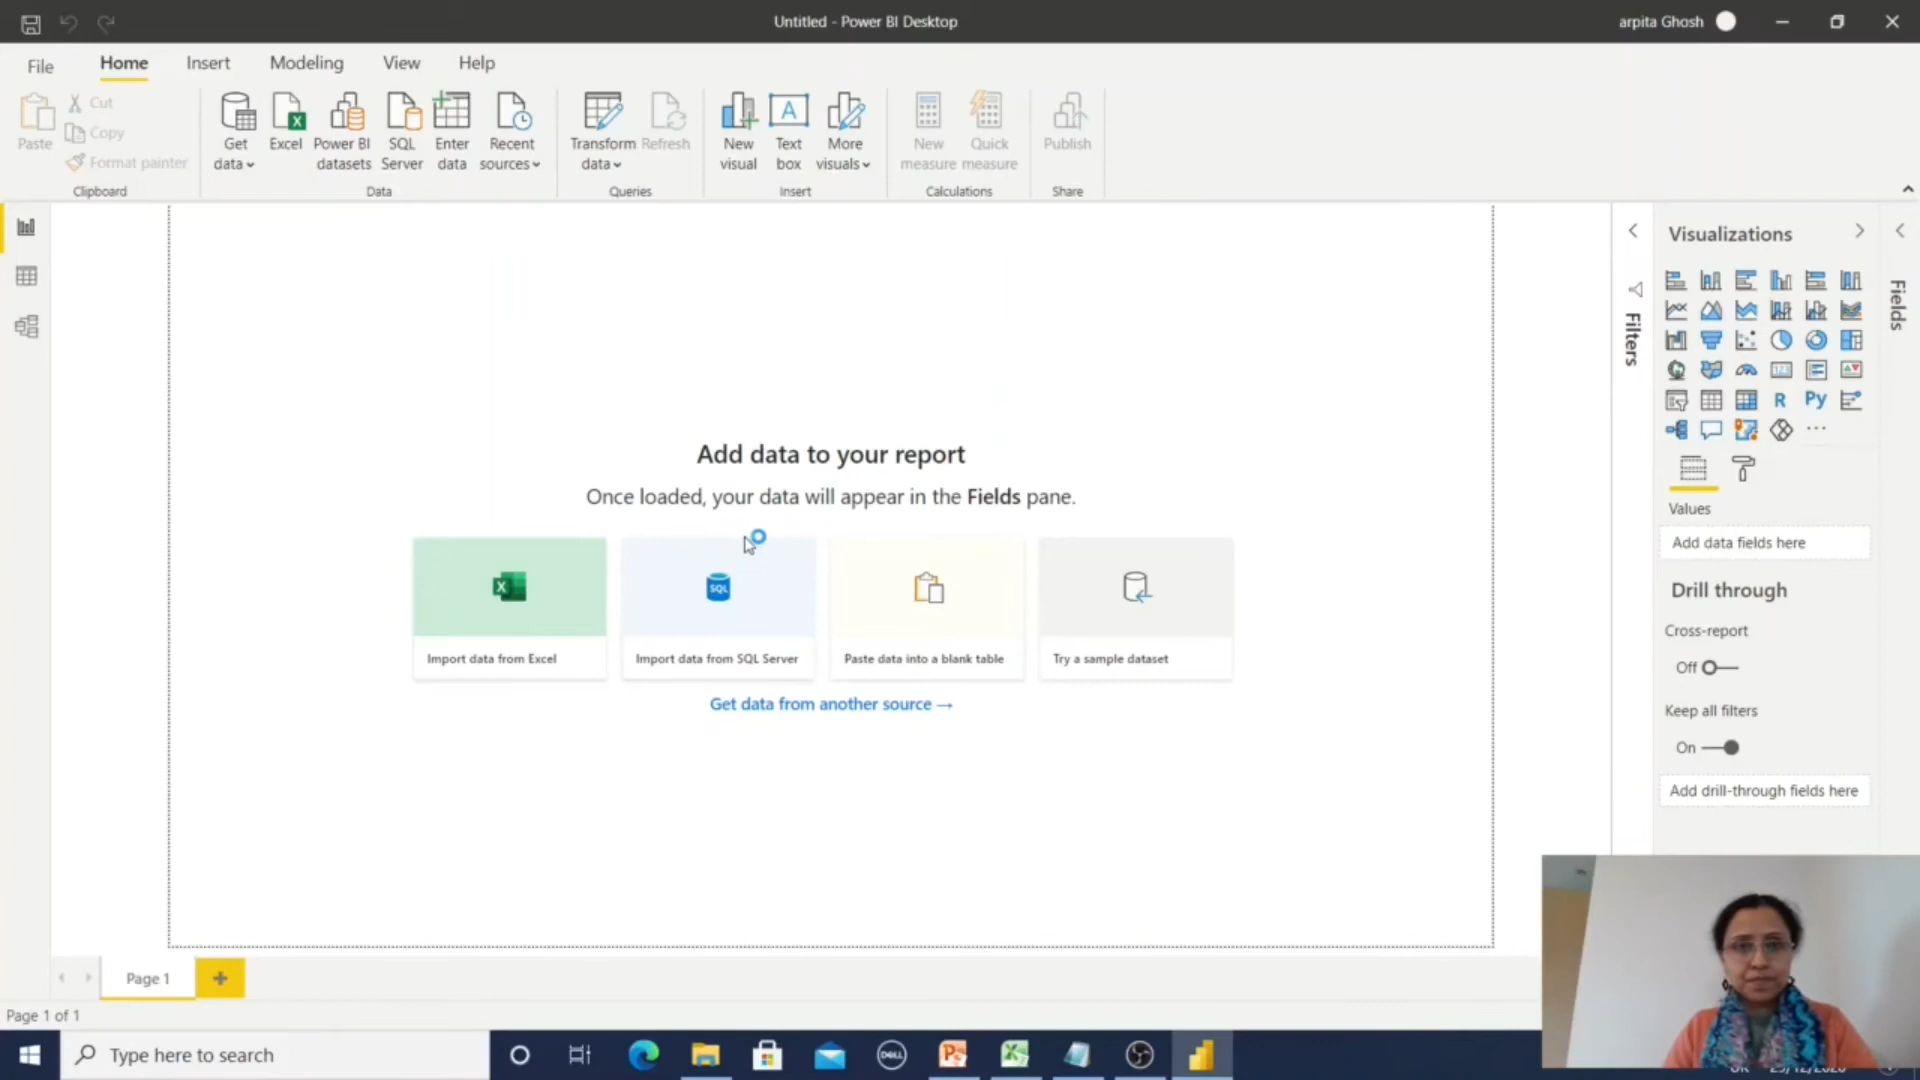 Untitled - Power BI Desktop
arpita Ghosh
File
Home
Insert
Modeling
View
Help
Paste
Cut
Copy
Format painter
Clipboard
Get
data
Excel
Power BI
datasets
SQL
Server
Enter
data
Recent
sources
Data
Transform
data
Refresh
Queries
New
visual
A
Text
box
More
visuals
Insert
New
measure
Quick
measure
Calculations
Publish
Share
Filters
Visualizations
Fields
123
R
Py
Values
Add data fields here
Drill through
Cross-report
Off
Keep all filters
On
Add drill-through fields here
Add data to your report
Once loaded, your data will appear in the Fields pane.
X
SQL
Import data from Excel
Import data from SQL Server
Paste data into a blank table
Try a sample dataset
Get data from another source →
Page 1
+
Page 1 of 1
Type here to search
DELL